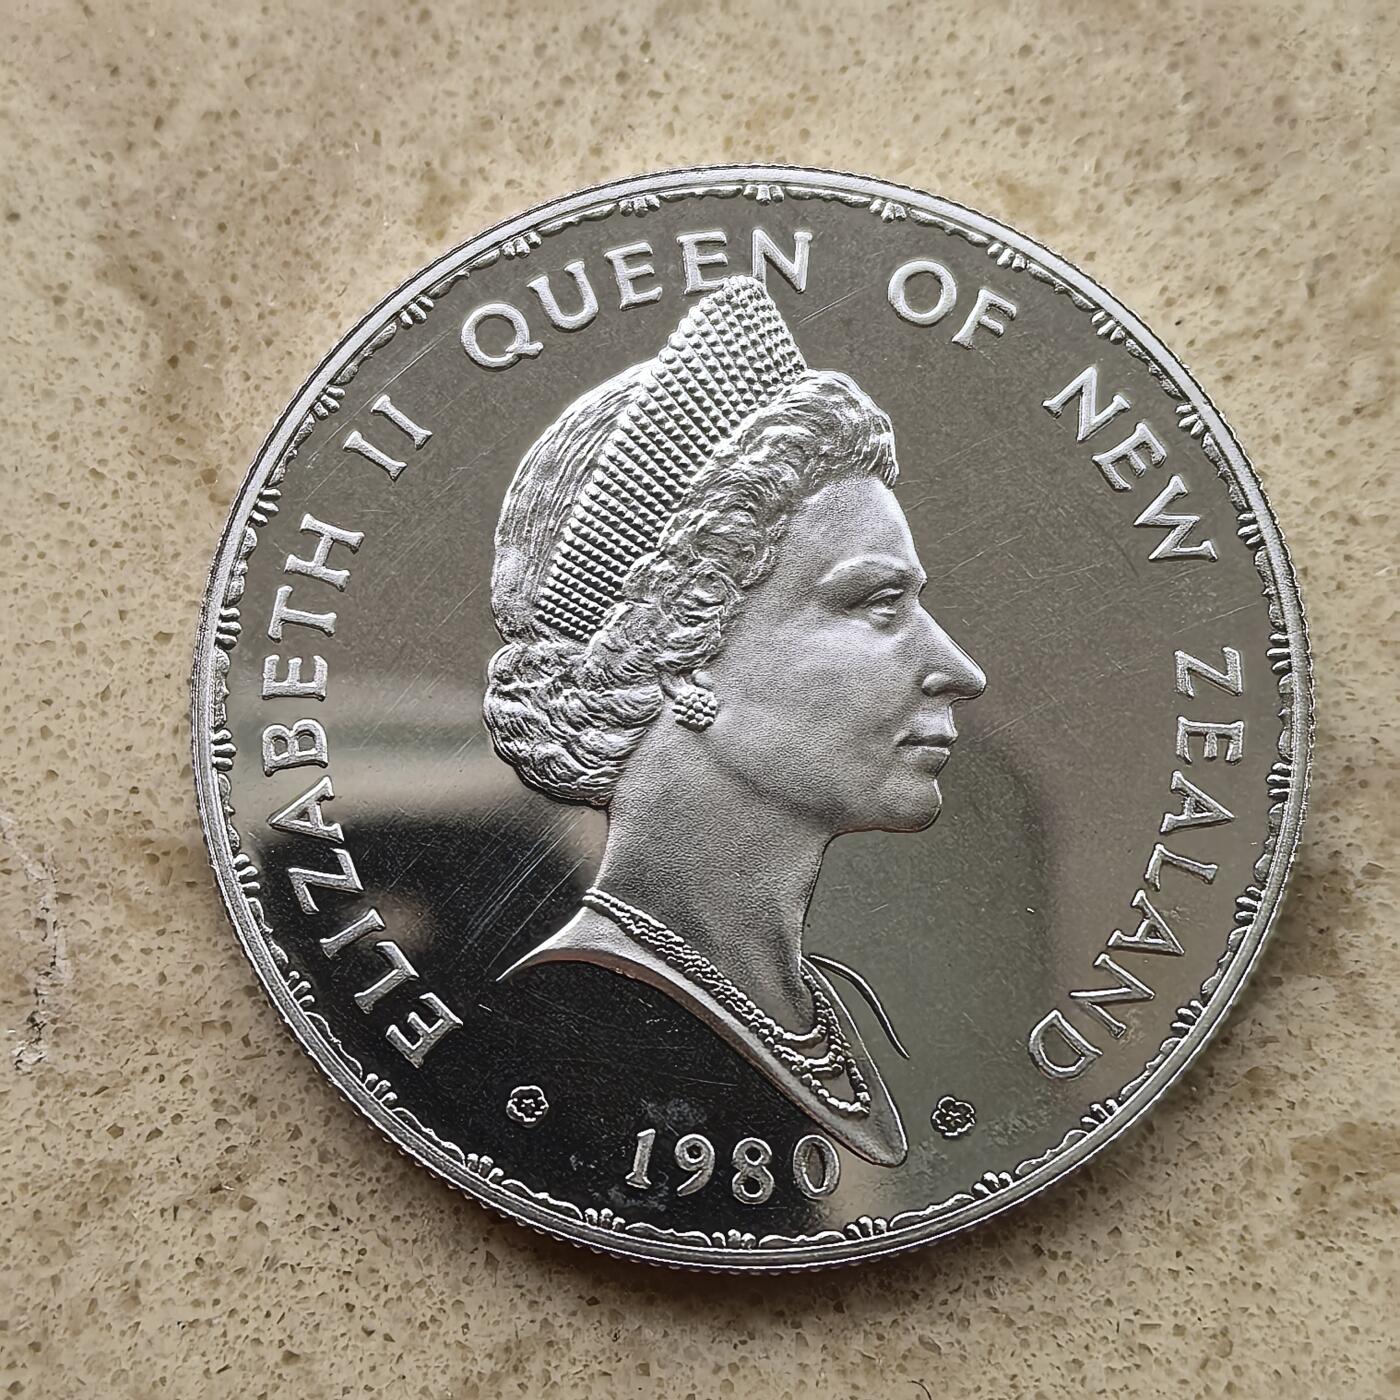 ELIZABETH II QUEEN OF NEW ZEALAND
1980